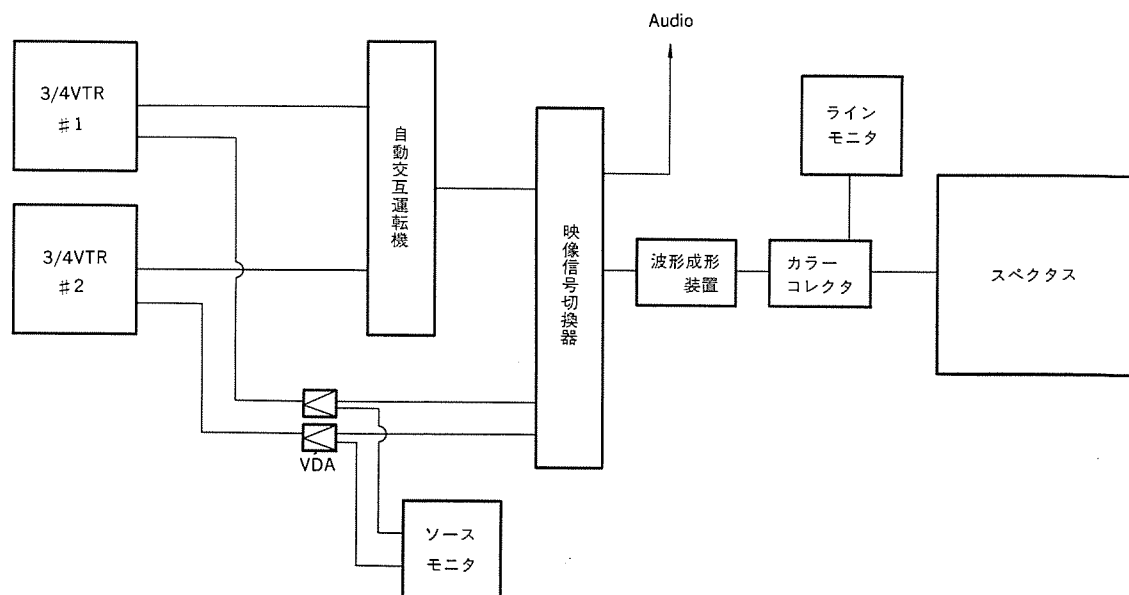 Audio
3/4VTR
#1
自動交互運転機
ライン
モニタ
3/4VTR
#2
映像信号切換器
波形成形
装置
カラー
コレクタ
スペクタス
VDA
ソース
モニタ